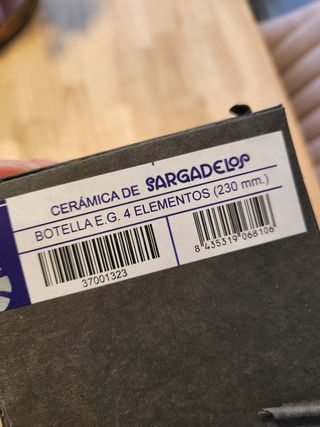 CERÁMICA DE SARGADELOS
BOTELLA E.G. 4 ELEMENTOS (230 mm.)
37001323
8 435319 068106